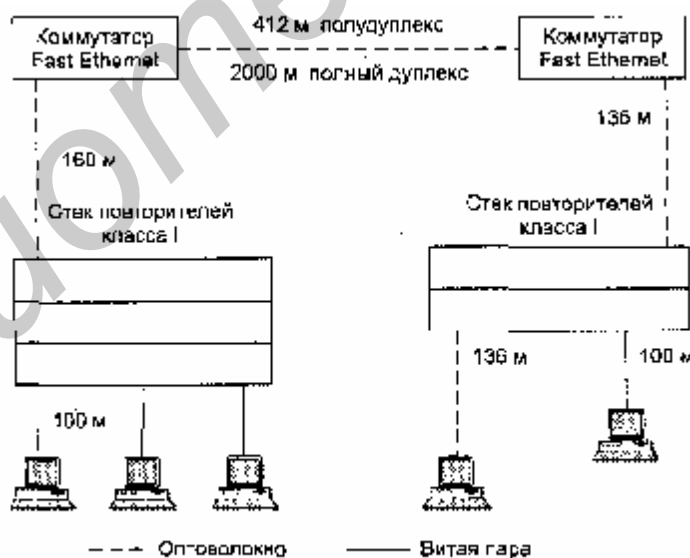 Коммутатор
Fast Ethernet
412 м полудуплекс
2000 м полный дуплекс
Коммутатор
Fast Ethernet
160 м
136 м
Стек повторителей
класса I
Стек повторителей
класса I
136 м
100 м
100 м
Оптоволокно
Витая пара